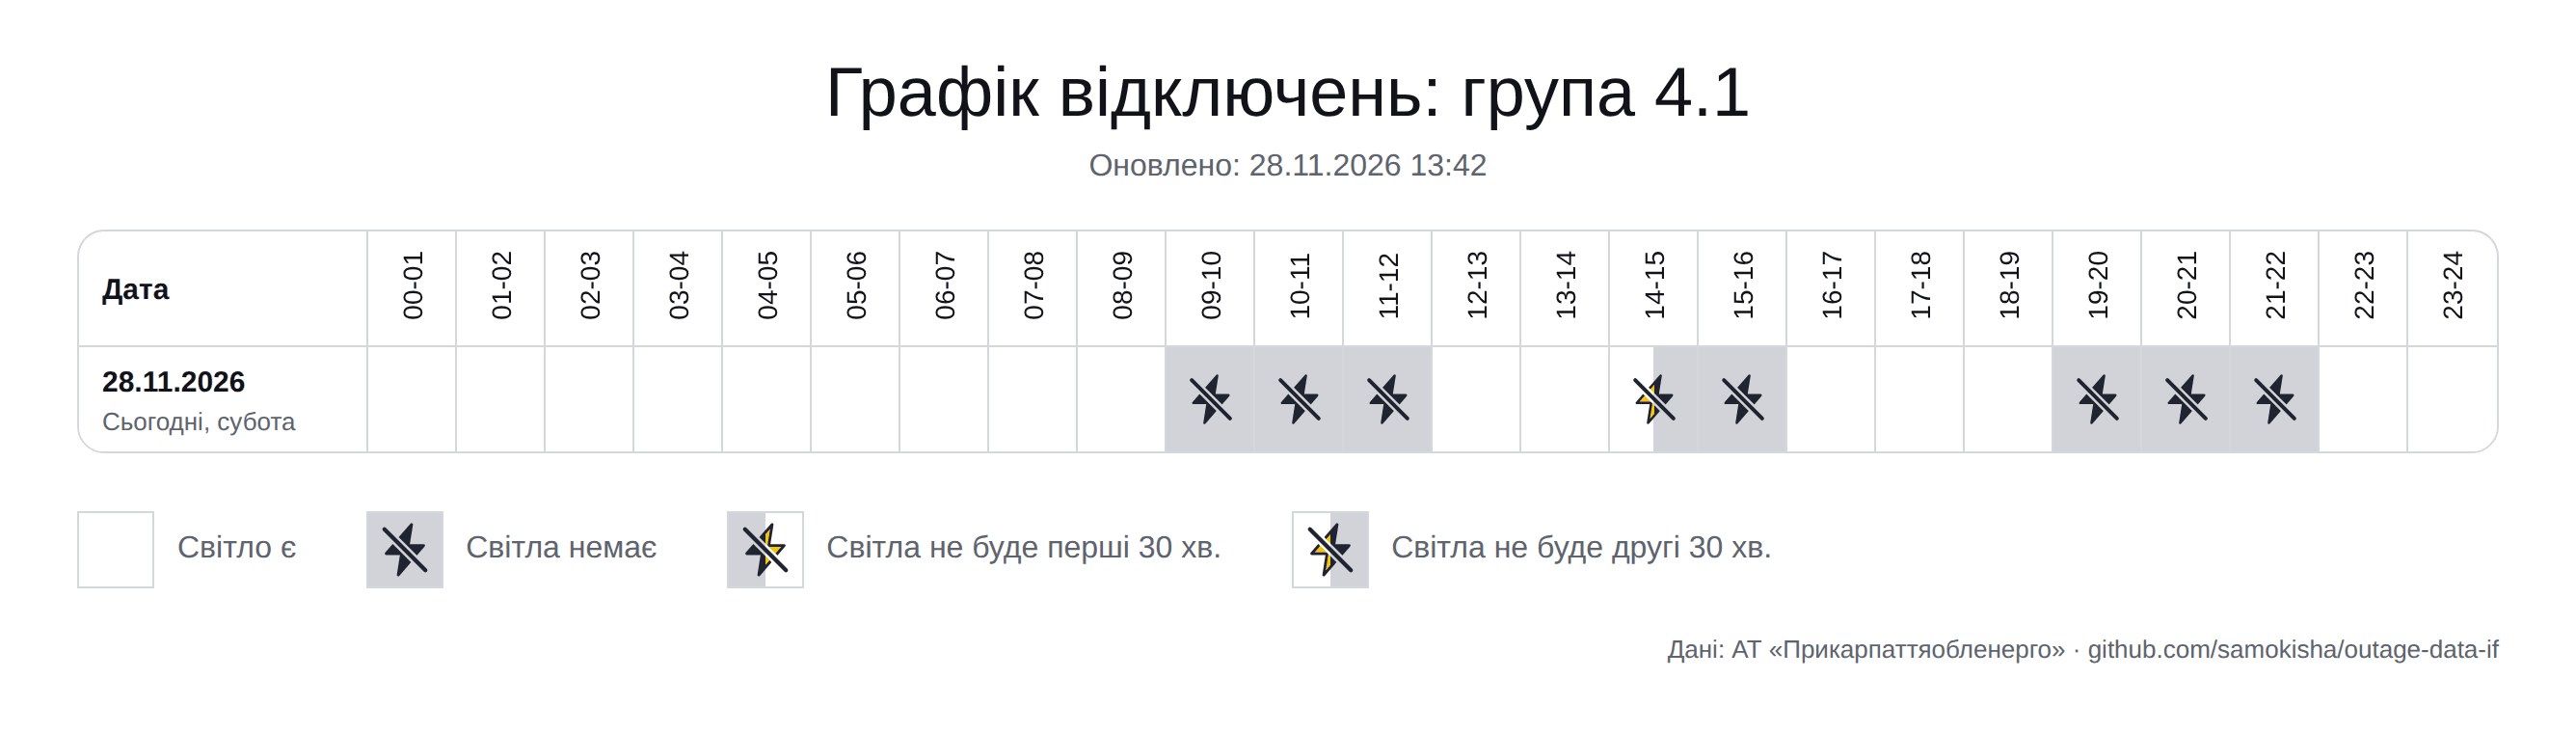 Графік відключень: група 4.1
Оновлено: 28.11.2026 13:42
Дата 00-01 01-02 02-03 03-04 04-05 05-06 06-07 07-08 08-09 09-10 10-11 11-12 12-13 13-14 14-15 15-16 16-17 17-18 18-19 19-20 20-21 21-22 22-23 23-24
28.11.2026
Сьогодні, субота
Світло є Світла немає Світла не буде перші 30 хв. Світла не буде другі 30 хв.
Дані: АТ «Прикарпаттяобленерго» · github.com/samokisha/outage-data-if